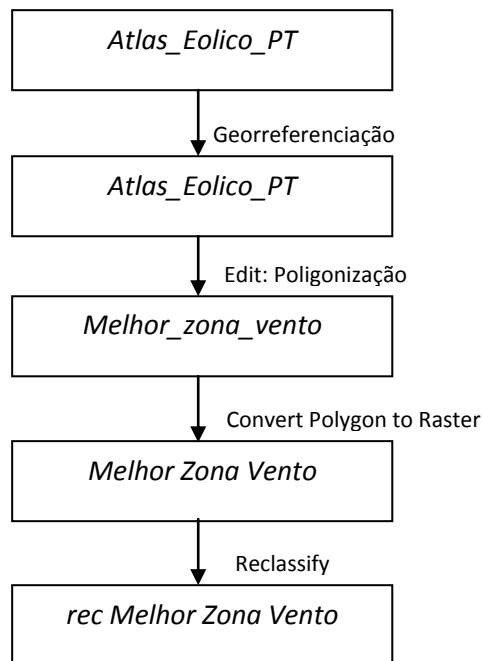 Atlas_Eolico_PT
Georreferenciação
Atlas_Eolico_PT
Edit: Poligonização
Melhor_zona_vento
Convert Polygon to Raster
Melhor Zona Vento
Reclassify
rec Melhor Zona Vento